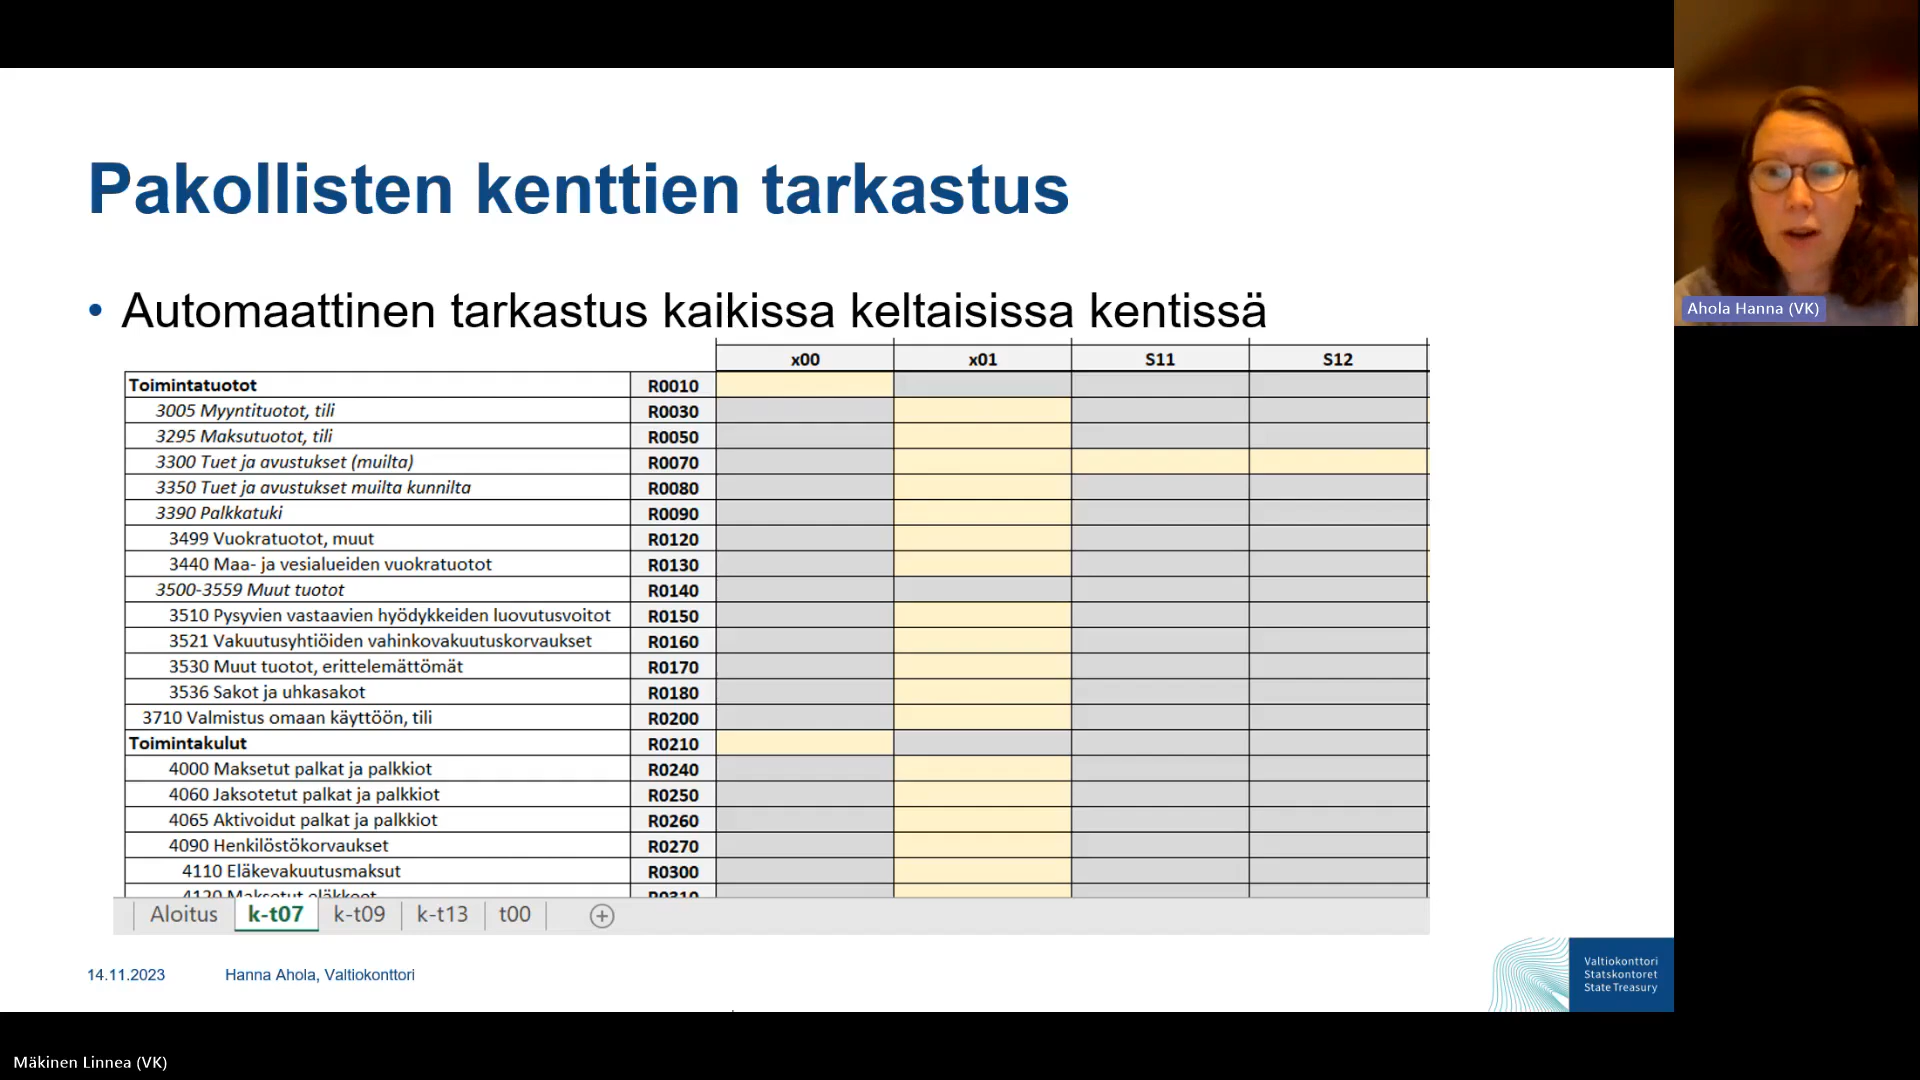 Pakollisten kenttien tarkastus
• Automaattinen tarkastus kaikissa keltaisissa kentissä
x00 x01 S11 S12
Toimintatuotot R0010
3005 Myyntituotot, tili R0030
3295 Maksutuotot, tili R0050
3300 Tuet ja avustukset (muilta) R0070
3350 Tuet ja avustukset muilta kunnilta R0080
3390 Palkkatuki R0090
3499 Vuokratuotot, muut R0120
3440 Maa- ja vesialueiden vuokratuotot R0130
3500-3559 Muut tuotot R0140
3510 Pysyvien vastaavien hyödykkeiden luovutusvoitot R0150
3521 Vakuutusyhtiöiden vahinkovakuutuskorvaukset R0160
3530 Muut tuotot, erittelemättömät R0170
3536 Sakot ja uhkasakot R0180
3710 Valmistus omaan käyttöön, tili R0200
Toimintakulut R0210
4000 Maksetut palkat ja palkkiot R0240
4060 Jaksotetut palkat ja palkkiot R0250
4065 Aktivoidut palkat ja palkkiot R0260
4090 Henkilöstökorvaukset R0270
4110 Eläkevakuutusmaksut R0300
4120 Maksetut eläkkeet R0310
Aloitus k-t07 k-t09 k-t13 t00
14.11.2023 Hanna Ahola, Valtiokonttori
Valtiokonttori
Statskontoret
State Treasury
Ahola Hanna (VK)
Mäkinen Linnea (VK)